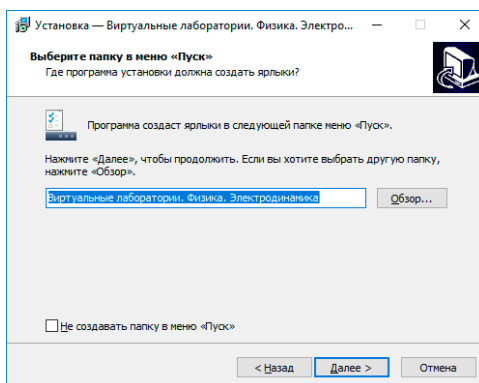 Установка — Виртуальные лаборатории. Физика. Электро...
Выберите папку в меню «Пуск»
Где программа установки должна создать ярлыки?
Программа создаст ярлыки в следующей папке меню «Пуск».
Нажмите «Далее», чтобы продолжить. Если вы хотите выбрать другую папку,
нажмите «Обзор».
Виртуальные лаборатории. Физика. Электродинамика
Обзор...
Не создавать папку в меню «Пуск»
< Назад
Далее >
Отмена